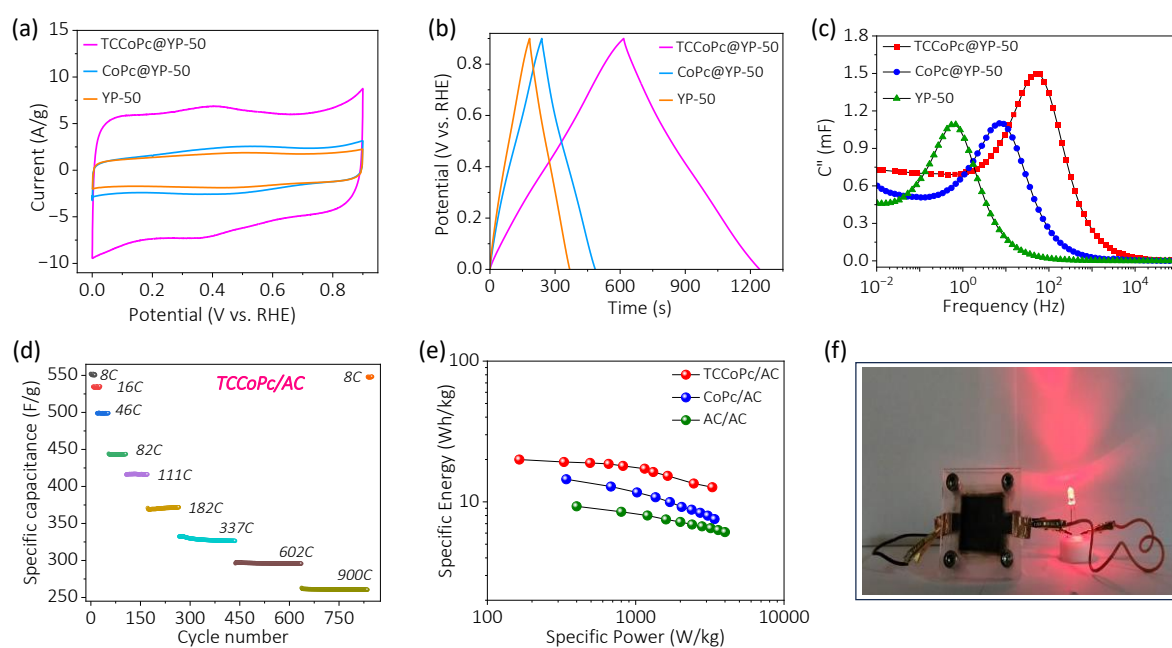 (a)
15
10
5
0
−5
−10
0.0 0.2 0.4 0.6 0.8
Current (A/g)
Potential (V vs. RHE)
TCCoPc@YP-50
CoPc@YP-50
YP-50
(b)
0.8
0.6
0.4
0.2
0.0
0 300 600 900 1200
Potential (V vs. RHE)
Time (s)
TCCoPc@YP-50
CoPc@YP-50
YP-50
(c)
1.8
1.5
1.2
0.9
0.6
0.3
0.0
10⁻² 10⁰ 10² 10⁴
C" (mF)
Frequency (Hz)
TCCoPc@YP-50
CoPc@YP-50
YP-50
(d)
550
500
450
400
350
300
250
0 150 300 450 600 750
Specific capacitance (F/g)
Cycle number
TCCoPc/AC
8C
16C
46C
82C
111C
182C
337C
602C
900C
8C
(e)
100
10
100 1000 10000
Specific Energy (Wh/kg)
Specific Power (W/kg)
TCCoPc/AC
CoPc/AC
AC/AC
(f)